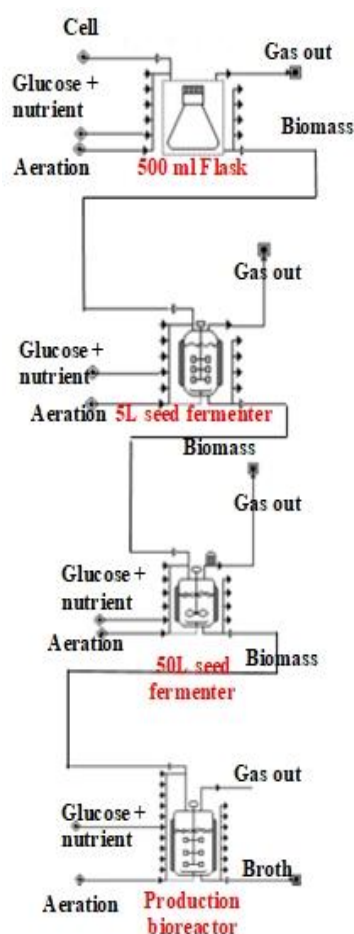 Cell
Gas out
Glucose +
nutrient
Biomass
Aeration
500 ml Flask
Gas out
Glucose +
nutrient
Aeration
5L seed fermenter
Biomass
Gas out
Glucose +
nutrient
Aeration
Biomass
50L seed
fermenter
Gas out
Glucose +
nutrient
Broth
Aeration
Production
bioreactor